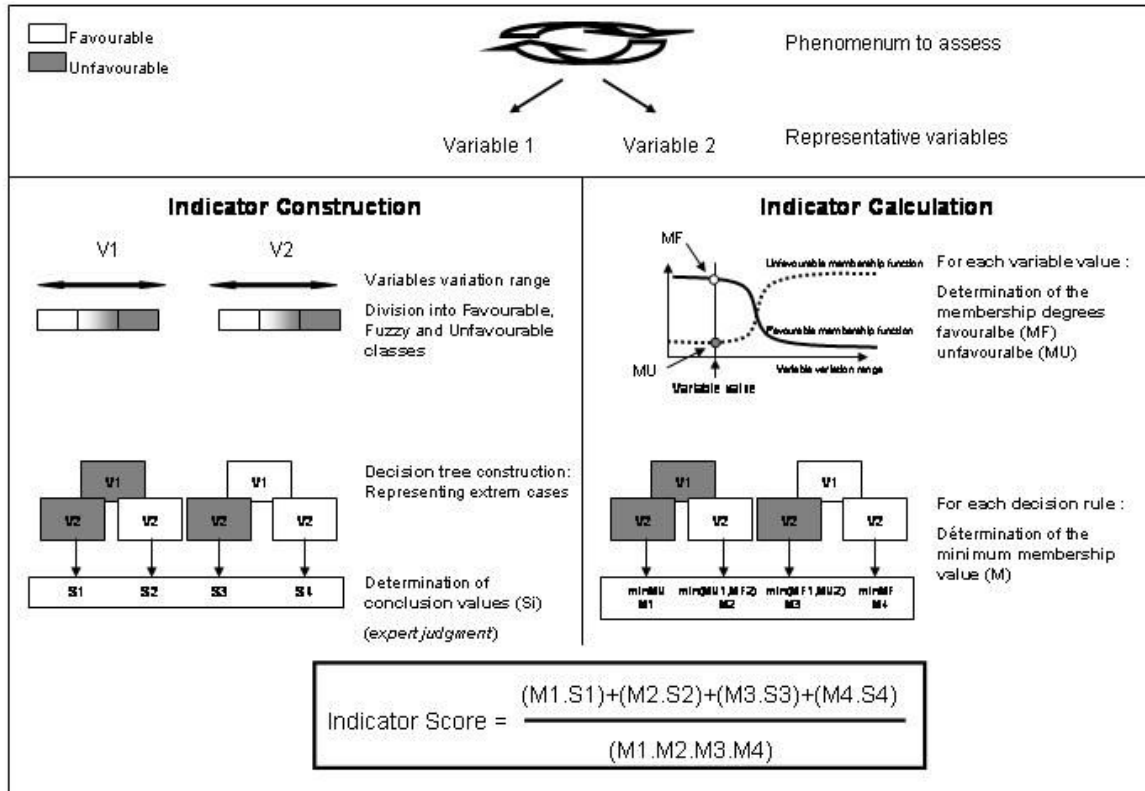 Favourable
Unfavourable
Phenomenum to assess
Variable 1
Variable 2
Representative variables
Indicator Construction
V1
V2
Variables variation range
Division into Favourable,
Fuzzy and Unfavourable
classes
V1
V1
V2
V2
V2
V2
Decision tree construction:
Representing extrem cases
S1
S2
S3
S4
Determination of
conclusion values (Si)
(expert judgment)
Indicator Calculation
MF
Unfavourable membership function
Favourable membership function
MU
Variable variation range
Variable value
For each variable value :
Determination of the
membership degrees
favouralbe (MF)
unfavouralbe (MU)
V1
V1
V2
V2
V2
V2
For each decision rule :
Détermination of the
minimum membership
value (M)
minMU
M1
min(MU1,MF2)
M2
min(MF1,MU2)
M3
minMF
M4
(M1.S1)+(M2.S2)+(M3.S3)+(M4.S4)
Indicator Score =
(M1.M2.M3.M4)